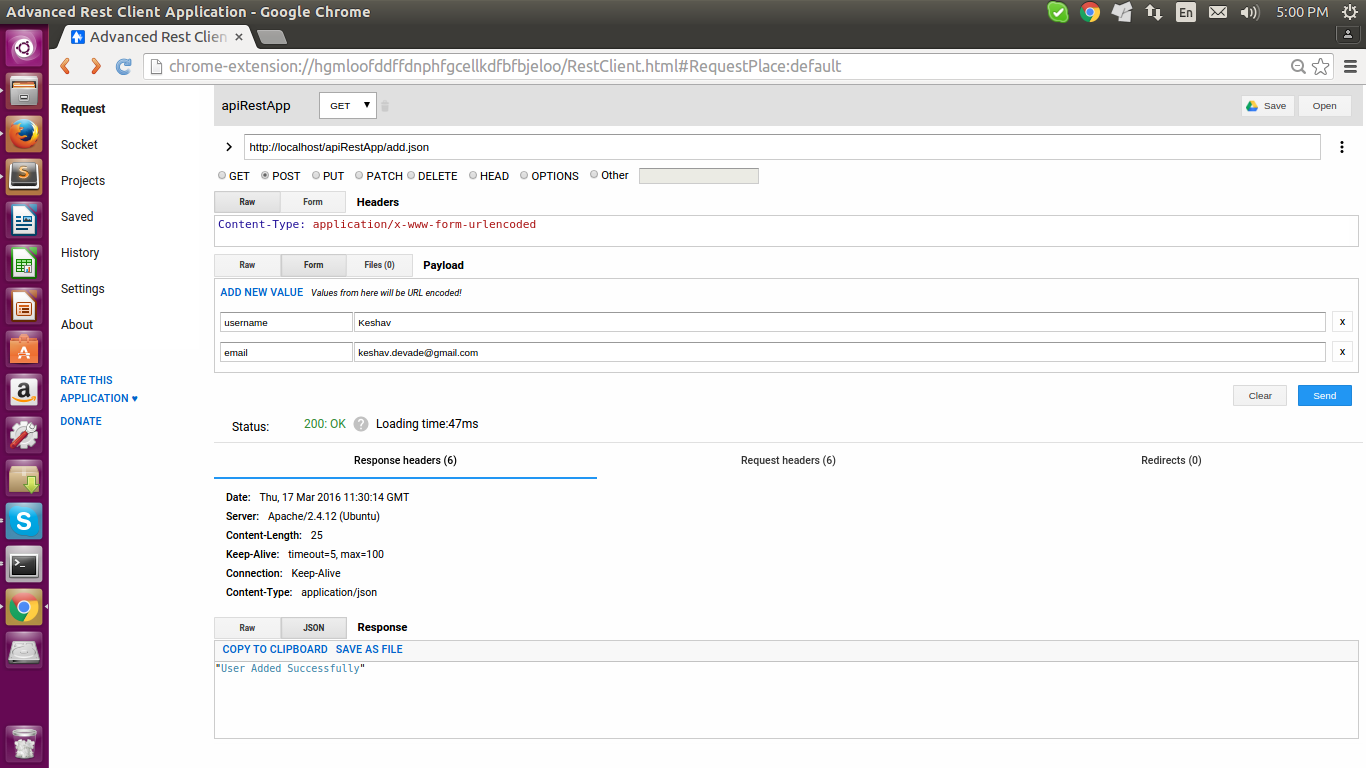 Advanced Rest Client Application - Google Chrome
En
5:00 PM
Advanced Rest Clien ×
chrome-extension://hgmloofddffdnphfgcellkdfbfbjeloo/RestClient.html#RequestPlace:default
Request
Socket
Projects
Saved
History
Settings
About
RATE THIS
APPLICATION ♥
DONATE
apiRestApp GET ▼ Save Open
http://localhost/apiRestApp/add.json
GET POST PUT PATCH DELETE HEAD OPTIONS Other
Raw Form Headers
Content-Type: application/x-www-form-urlencoded
Raw Form Files (0) Payload
ADD NEW VALUE Values from here will be URL encoded!
username Keshav x
email keshav.devade@gmail.com x
Clear Send
Status: 200: OK ? Loading time:47ms
Response headers (6) Request headers (6) Redirects (0)
Date: Thu, 17 Mar 2016 11:30:14 GMT
Server: Apache/2.4.12 (Ubuntu)
Content-Length: 25
Keep-Alive: timeout=5, max=100
Connection: Keep-Alive
Content-Type: application/json
Raw JSON Response
COPY TO CLIPBOARD SAVE AS FILE
"User Added Successfully"